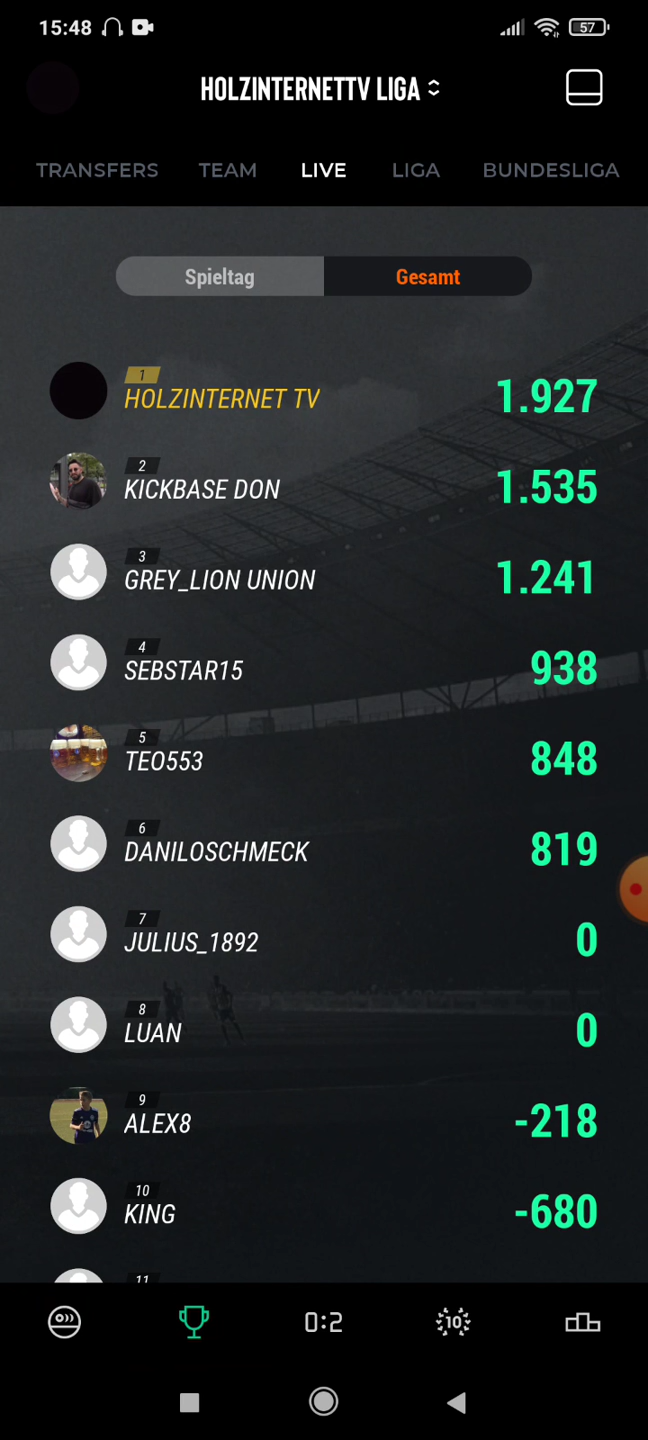 15:48
57
HOLZINTERNETTV LIGA
TRANSFERS TEAM LIVE LIGA BUNDESLIGA
Spieltag Gesamt
1
HOLZINTERNET TV 1.927
2
KICKBASE DON 1.535
3
GREY_LION UNION 1.241
4
SEBSTAR15 938
5
TEO553 848
6
DANILOSCHMECK 819
7
JULIUS_1892 0
8
LUAN 0
9
ALEX8 -218
10
KING -680
11
0:2 10